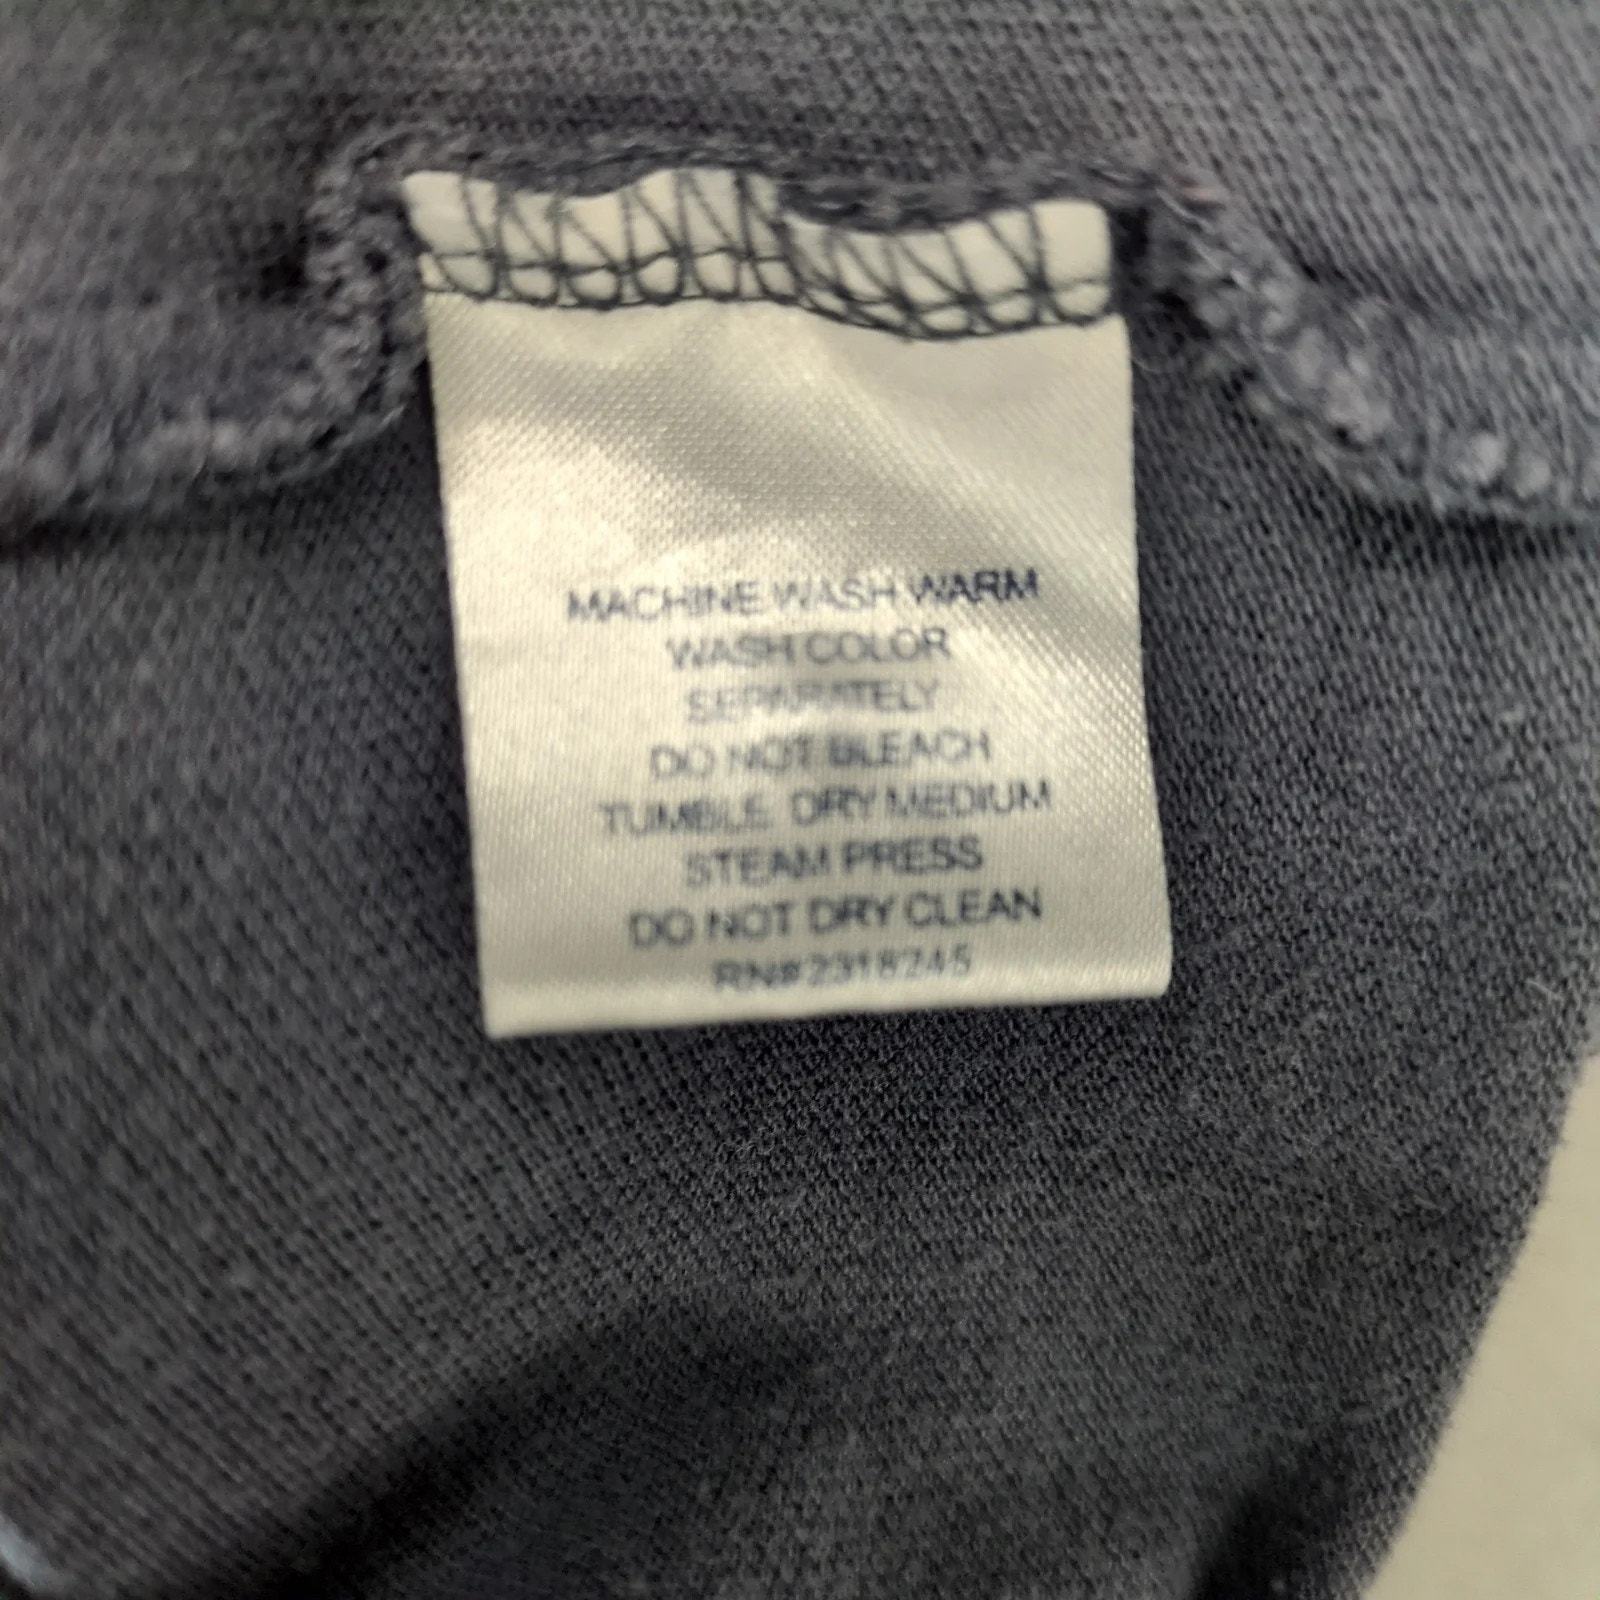 MACHINE WASH WARM
WASH COLOR
SEPARATELY
DO NOT BLEACH
TUMBLE DRY MEDIUM
STEAM PRESS
DO NOT DRY CLEAN
RN#2318245